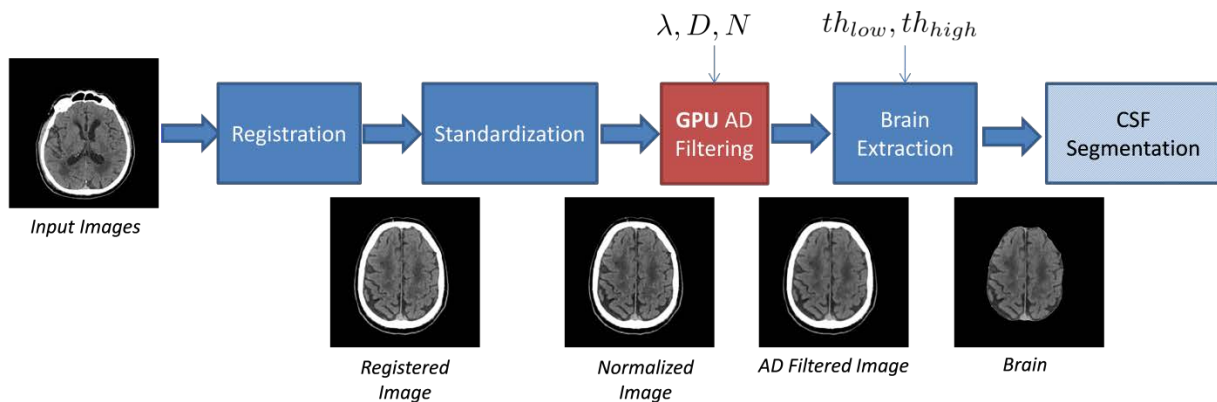 λ, D, N
th_low, th_high
Registration
Standardization
GPU AD
Filtering
Brain
Extraction
CSF
Segmentation
Input Images
Registered
Image
Normalized
Image
AD Filtered Image
Brain